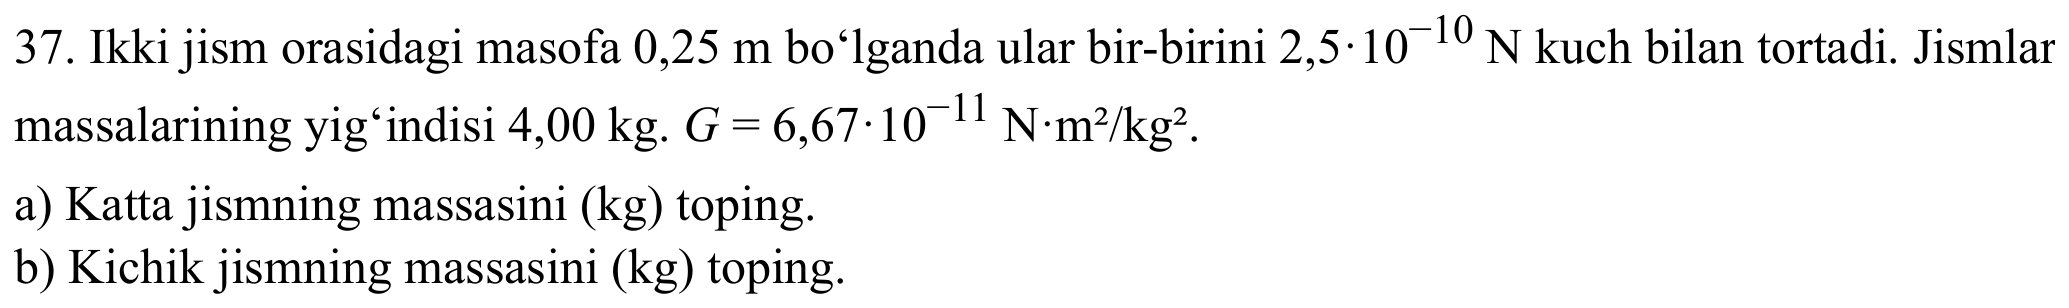 37. Ikki jism orasidagi masofa 0,25 m bo‘lganda ular bir-birini 2,5·10⁻¹⁰ N kuch bilan tortadi. Jismlar
massalarining yig‘indisi 4,00 kg. G = 6,67·10⁻¹¹ N·m²/kg².
a) Katta jismning massasini (kg) toping.
b) Kichik jismning massasini (kg) toping.